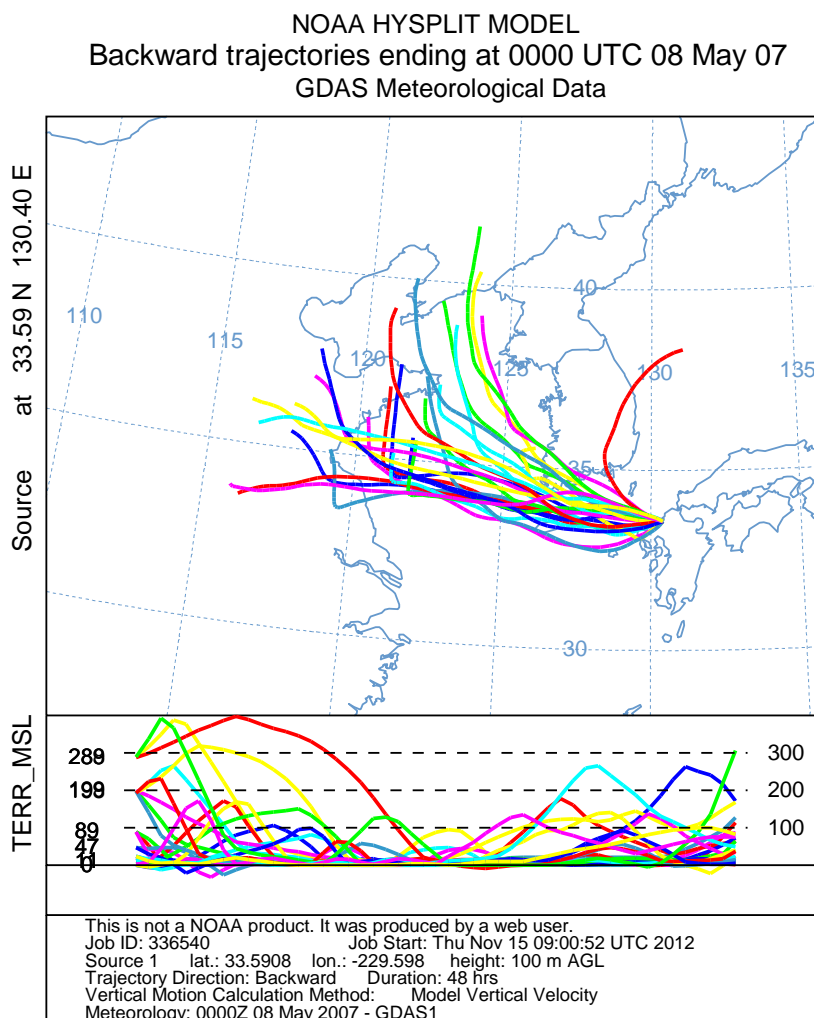 NOAA HYSPLIT MODEL
Backward trajectories ending at 0000 UTC 08 May 07
GDAS Meteorological Data
Source at 33.59 N 130.40 E
110
115
120
125
130
135
40
35
30
TERR_MSL
199
89
47
0
300
200
100
This is not a NOAA product. It was produced by a web user.
Job ID: 336540 Job Start: Thu Nov 15 09:00:52 UTC 2012
Source 1 lat.: 33.5908 lon.: -229.598 height: 100 m AGL
Trajectory Direction: Backward Duration: 48 hrs
Vertical Motion Calculation Method: Model Vertical Velocity
Meteorology: 0000Z 08 May 2007 - GDAS1